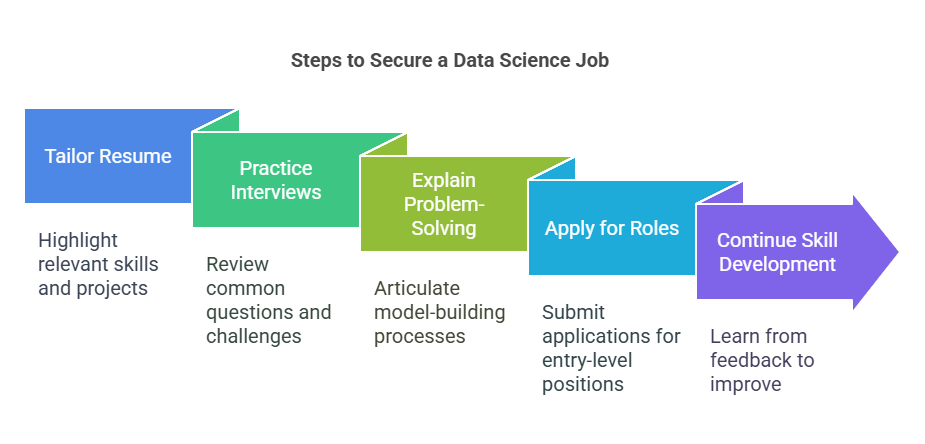 Steps to Secure a Data Science Job
Tailor Resume
Highlight
relevant skills
and projects
Practice
Interviews
Review
common
questions and
challenges
Explain
Problem-
Solving
Articulate
model-building
processes
Apply for Roles
Submit
applications for
entry-level
positions
Continue Skill
Development
Learn from
feedback to
improve